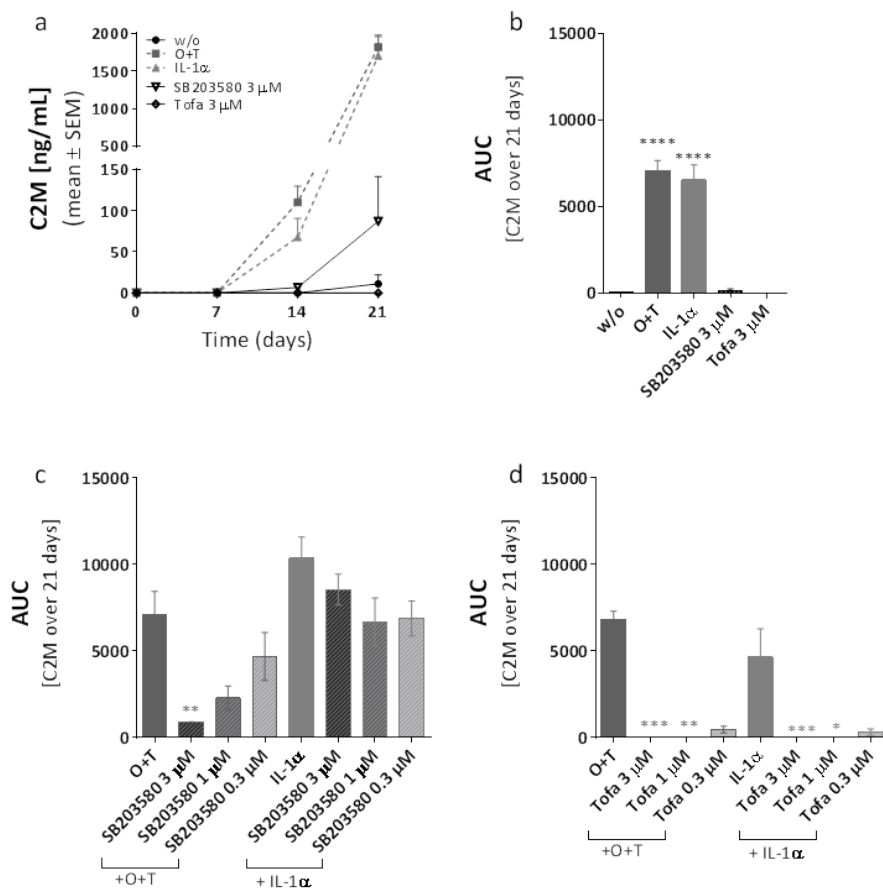 a
w/o
O+T
IL-1α
SB203580 3 μM
Tofa 3 μM
C2M [ng/mL]
(mean ± SEM)
2000
1500
1000
500
150
100
50
0
0 7 14 21
Time (days)
b
AUC
[C2M over 21 days]
15000
10000
5000
0
**** ****
w/o
O+T
IL-1α
SB203580 3 μM
Tofa 3 μM
c
AUC
[C2M over 21 days]
15000
10000
5000
0
**
O+T
SB203580 3 μM
SB203580 1 μM
SB203580 0.3 μM
IL-1α
SB203580 3 μM
SB203580 1 μM
SB203580 0.3 μM
+O+T
+ IL-1α
d
AUC
[C2M over 21 days]
15000
10000
5000
0
*** ** *** *
O+T
Tofa 3 μM
Tofa 1 μM
Tofa 0.3 μM
IL-1α
Tofa 3 μM
Tofa 1 μM
Tofa 0.3 μM
+O+T
+ IL-1α